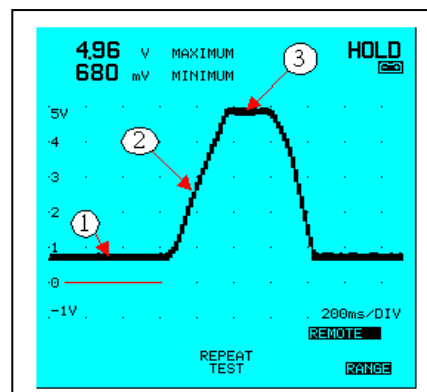 4.96 V MAXIMUM HOLD
680 mV MINIMUM
3
5V
4
2
3
2
1
1
0
-1V
200ms/DIV
REMOTE
REPEAT
TEST
RANGE